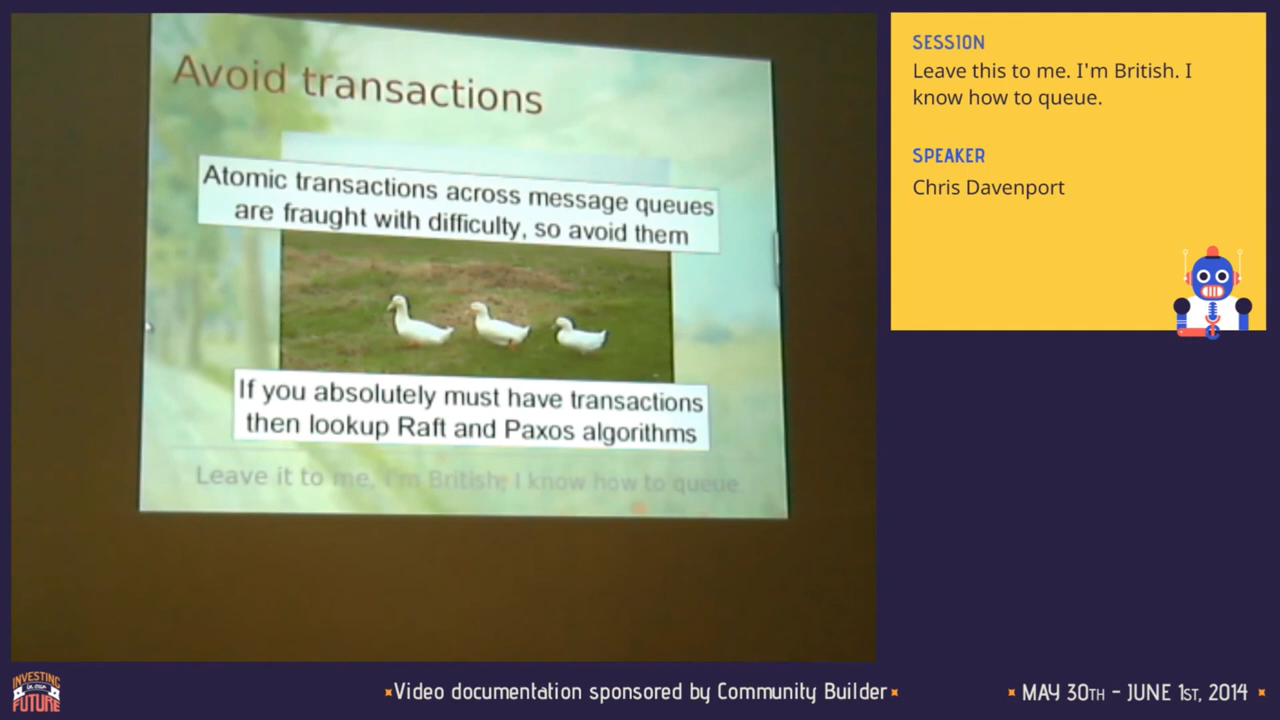 Avoid transactions
Atomic transactions across message queues
are fraught with difficulty, so avoid them
If you absolutely must have transactions
then lookup Raft and Paxos algorithms
Leave it to me, I'm British; I know how to queue
SESSION
Leave this to me. I'm British. I
know how to queue.
SPEAKER
Chris Davenport
INVESTING
IN OUR
FUTURE
Video documentation sponsored by Community Builder
MAY 30TH - JUNE 1ST, 2014